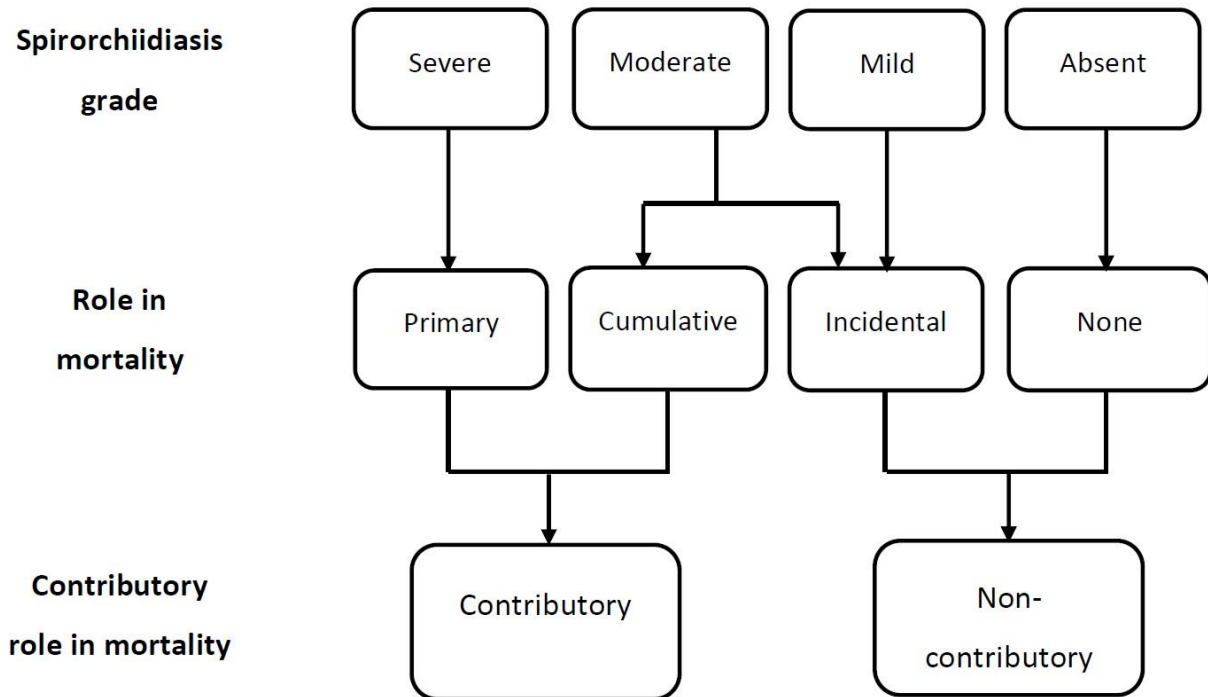 Spirorchiidiasis
grade
Severe
Moderate
Mild
Absent
Role in
mortality
Primary
Cumulative
Incidental
None
Contributory
role in mortality
Contributory
Non-
contributory